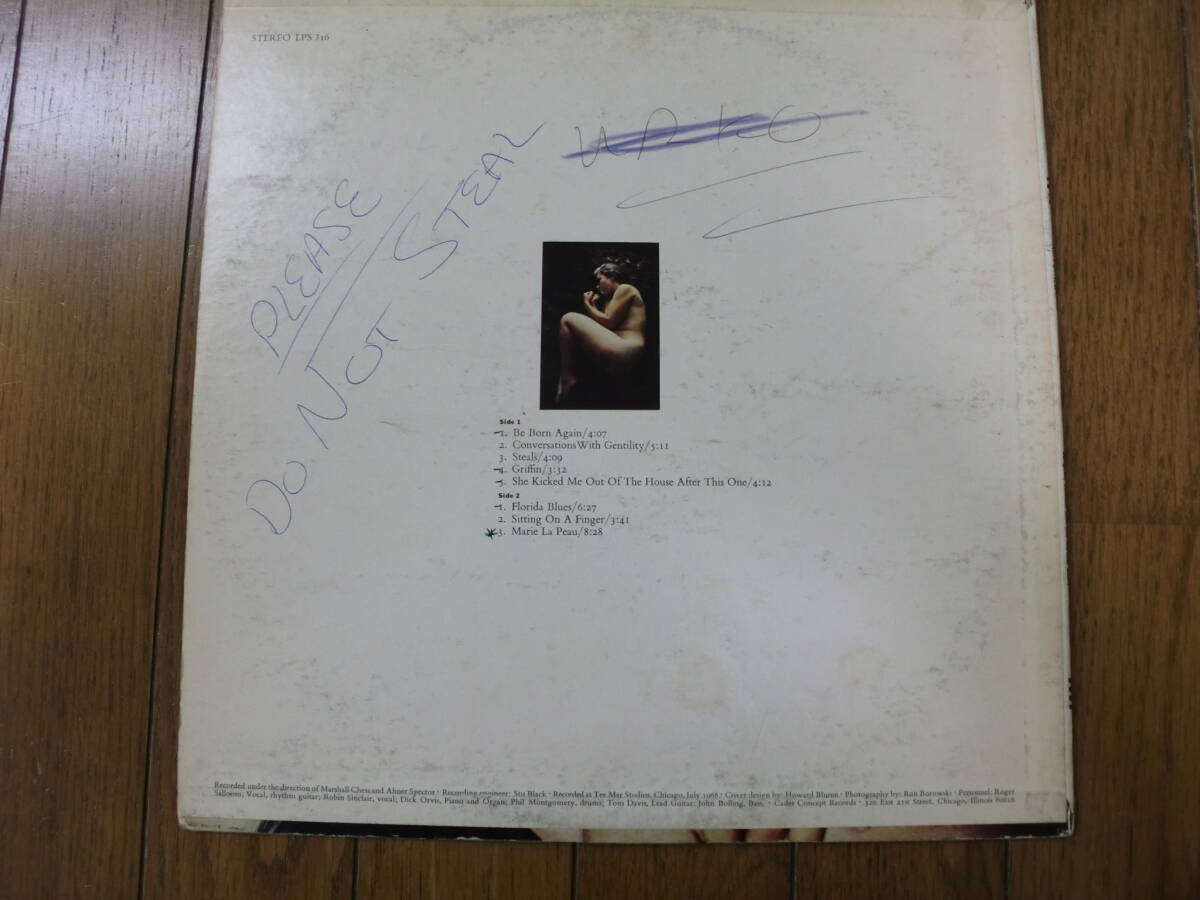 STEREO LPS 316
URKO
PLEASE
DO NOT STEAL
Side 1
1. Be Born Again/4:07
2. Conversations With Gentility/5:11
3. Steals/4:09
4. Griffin/3:32
5. She Kicked Me Out Of The House After This One/4:12
Side 2
1. Florida Blues/6:27
2. Sitting On A Finger/3:41
3. Marie La Peau/8:28
Recorded under the direction of Marshall Chess and Abner Spector · Recording engineer: Stu Black · Recorded at Ter Mar Studios, Chicago, July 1968 · Cover design by: Howard Bluron · Photography by: Ron Borowski · Personnel: Roger
Salloom; Vocal, rhythm guitar; Robin Sinclair, vocal; Dick Orvis, Piano and Organ; Phil Montgomery, drums; Tom Davis, Lead Guitar; John Bolling, Bass. · Cadet Concept Records · 320 East 21st Street, Chicago, Illinois 60616